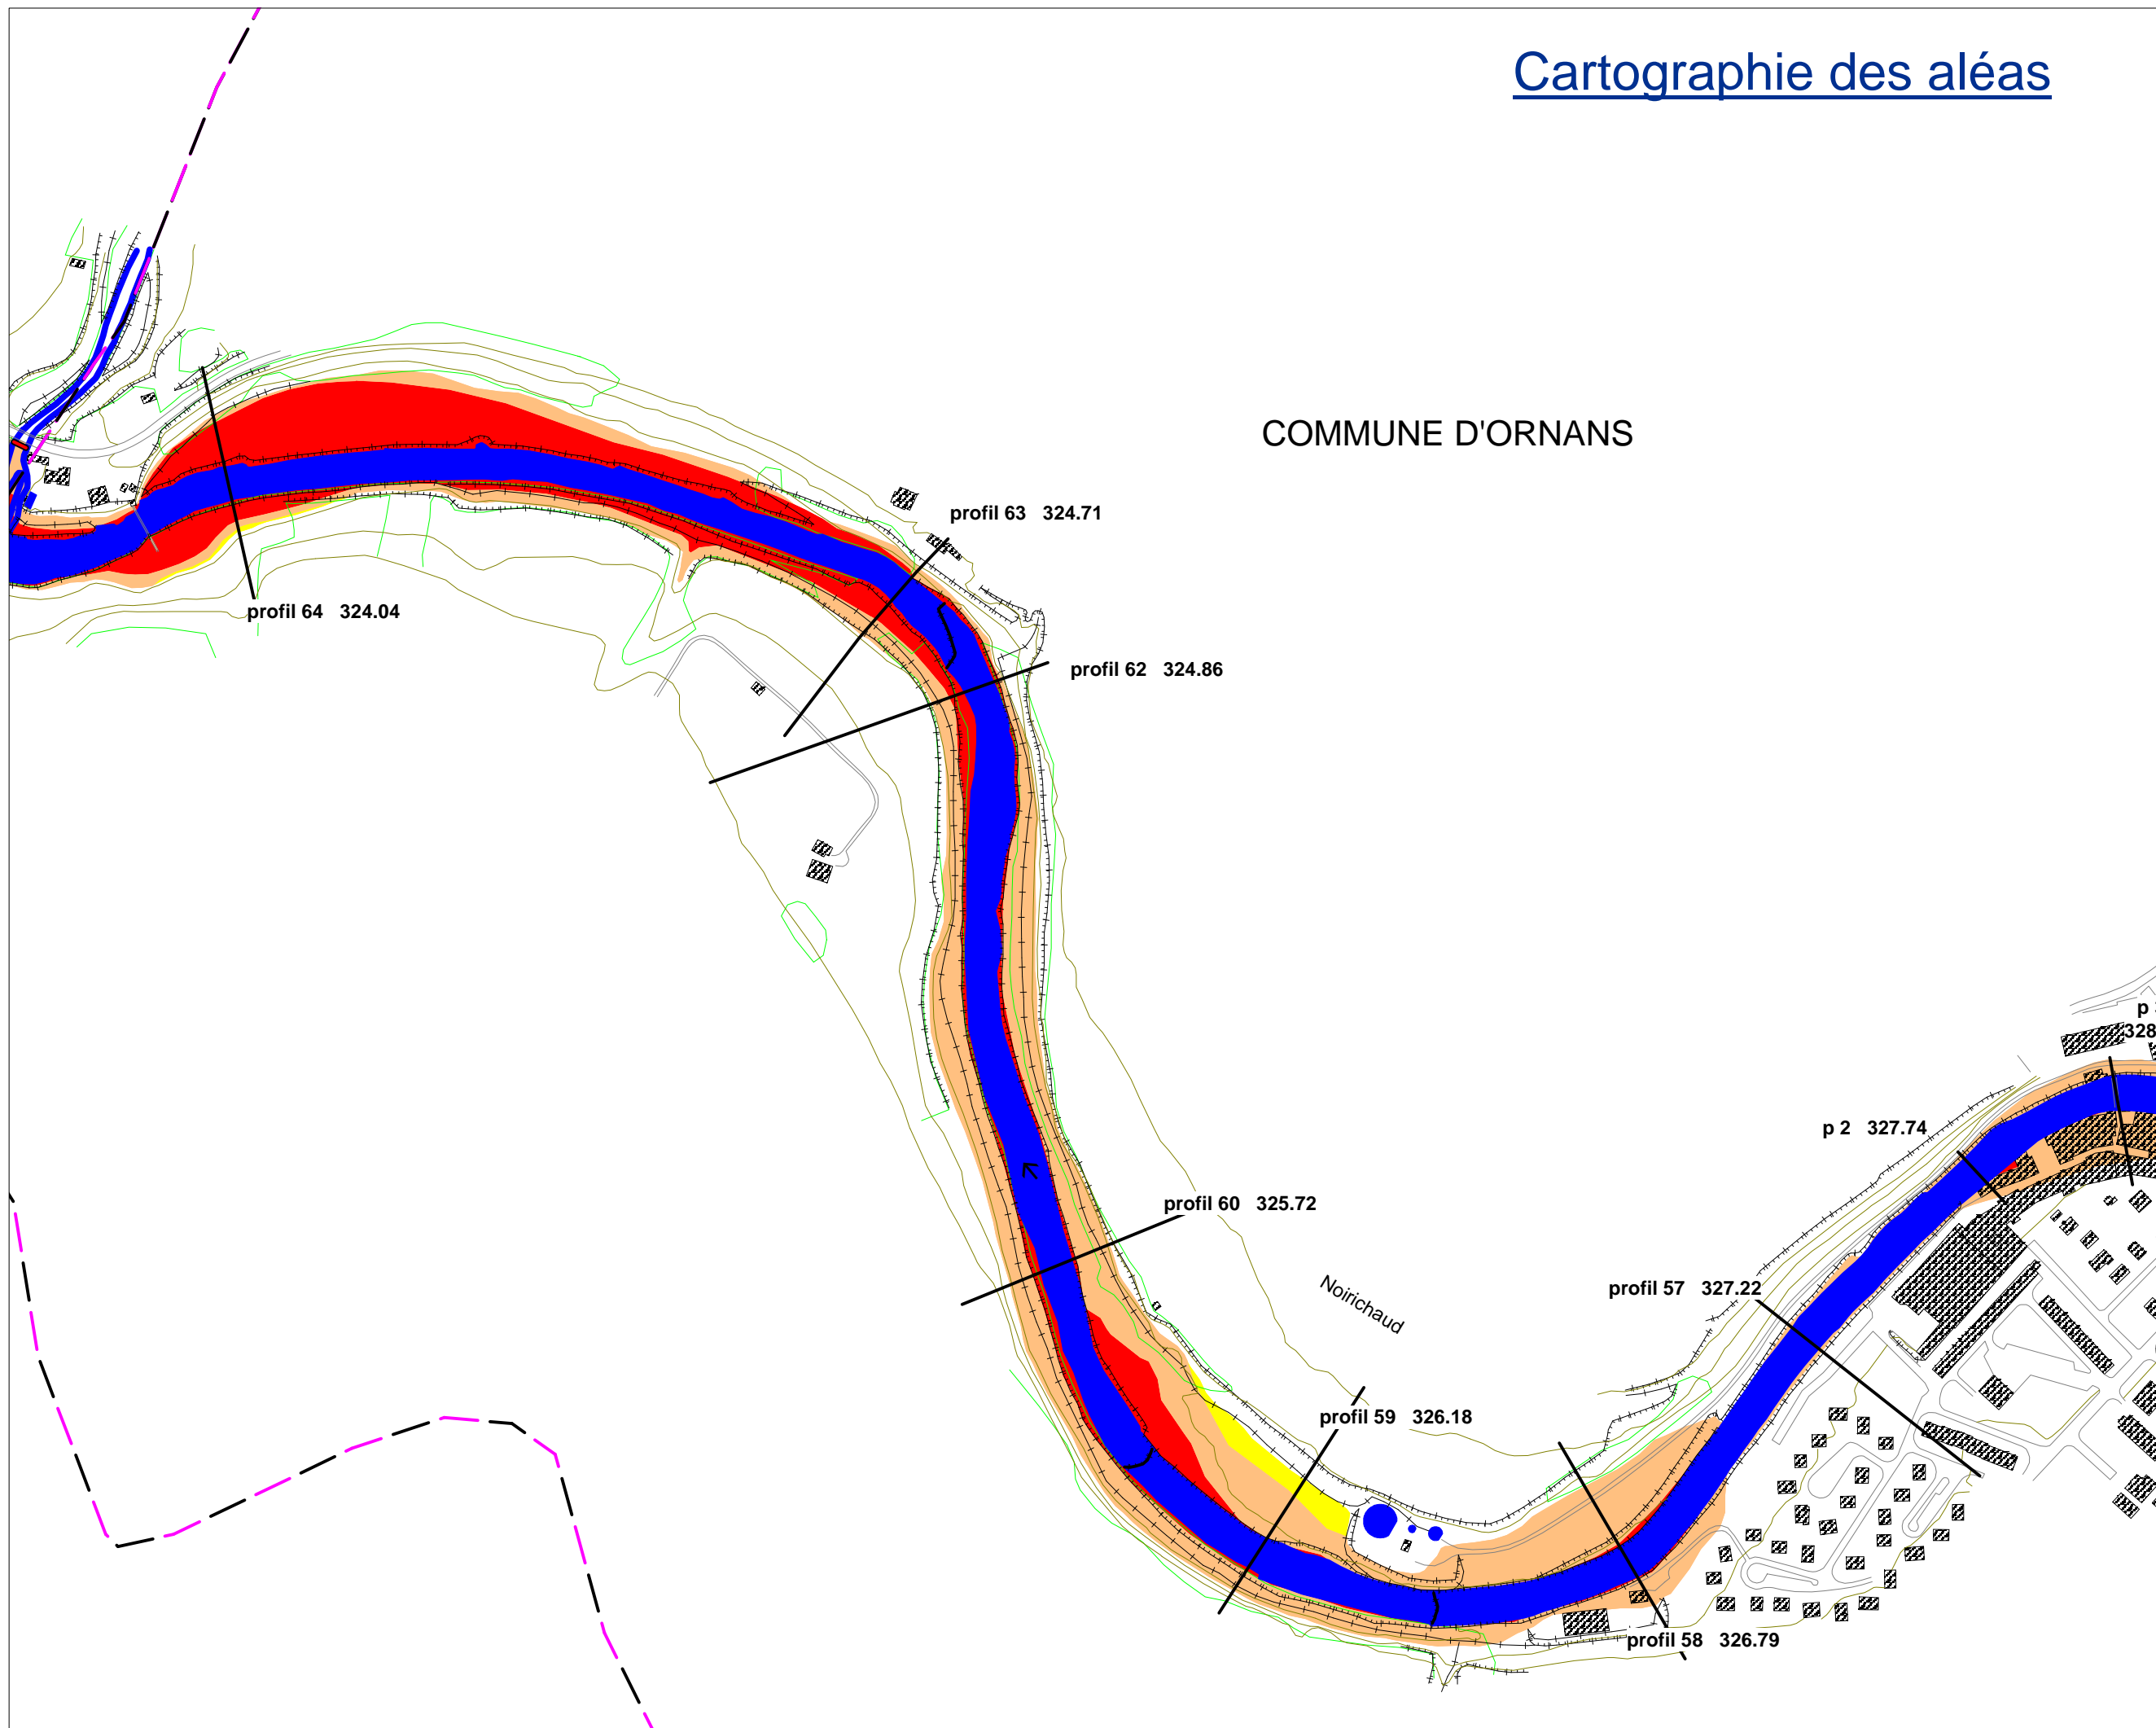 Cartographie des aléas
COMMUNE D'ORNANS
profil 63 324.71
profil 64 324.04
profil 62 324.86
p
328
p 2 327.74
profil 60 325.72
Noirichaud
profil 57 327.22
profil 59 326.18
profil 58 326.79